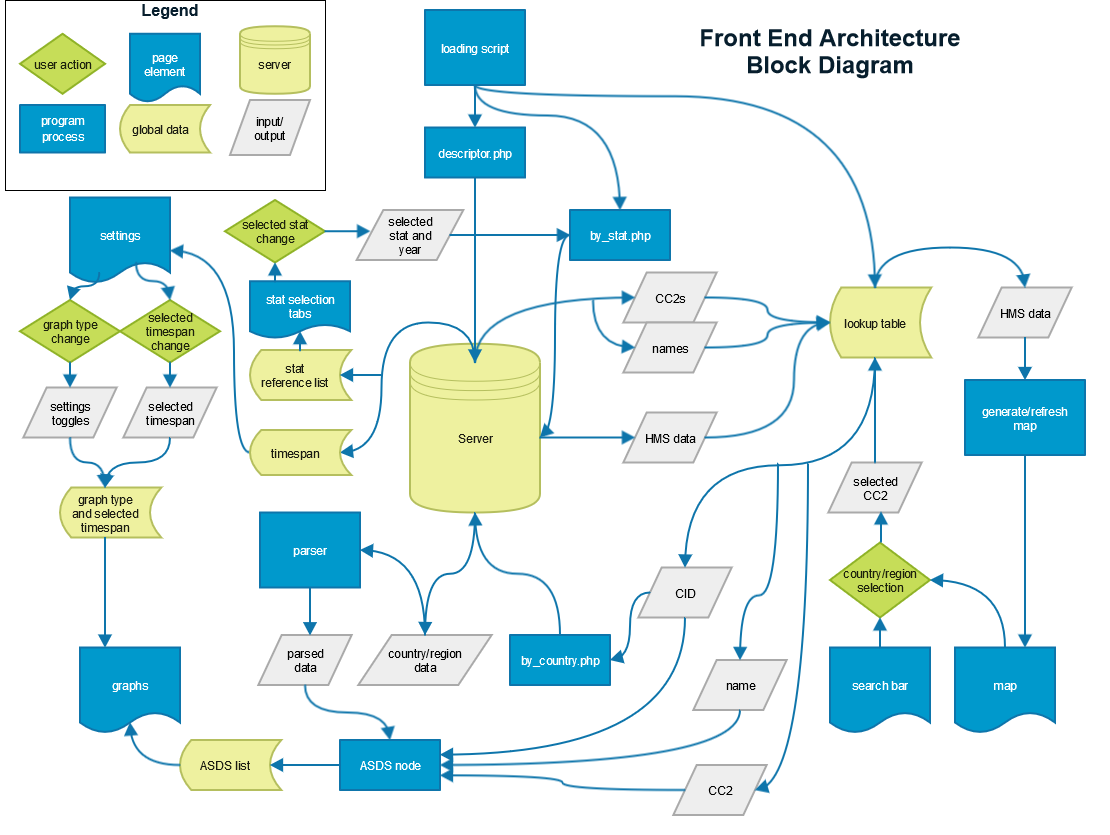 Legend
user action
page
element
server
program
process
global data
input/
output
Front End Architecture
Block Diagram
loading script
descriptor.php
by_stat.php
selected stat
change
selected
stat and
year
settings
stat selection
tabs
graph type
change
selected
timespan
change
stat
reference list
settings
toggles
selected
timespan
timespan
graph type
and selected
timespan
Server
CC2s
names
HMS data
lookup table
HMS data
generate/refresh
map
selected
CC2
country/region
selection
search bar
map
parser
parsed
data
country/region
data
by_country.php
CID
name
CC2
graphs
ASDS list
ASDS node